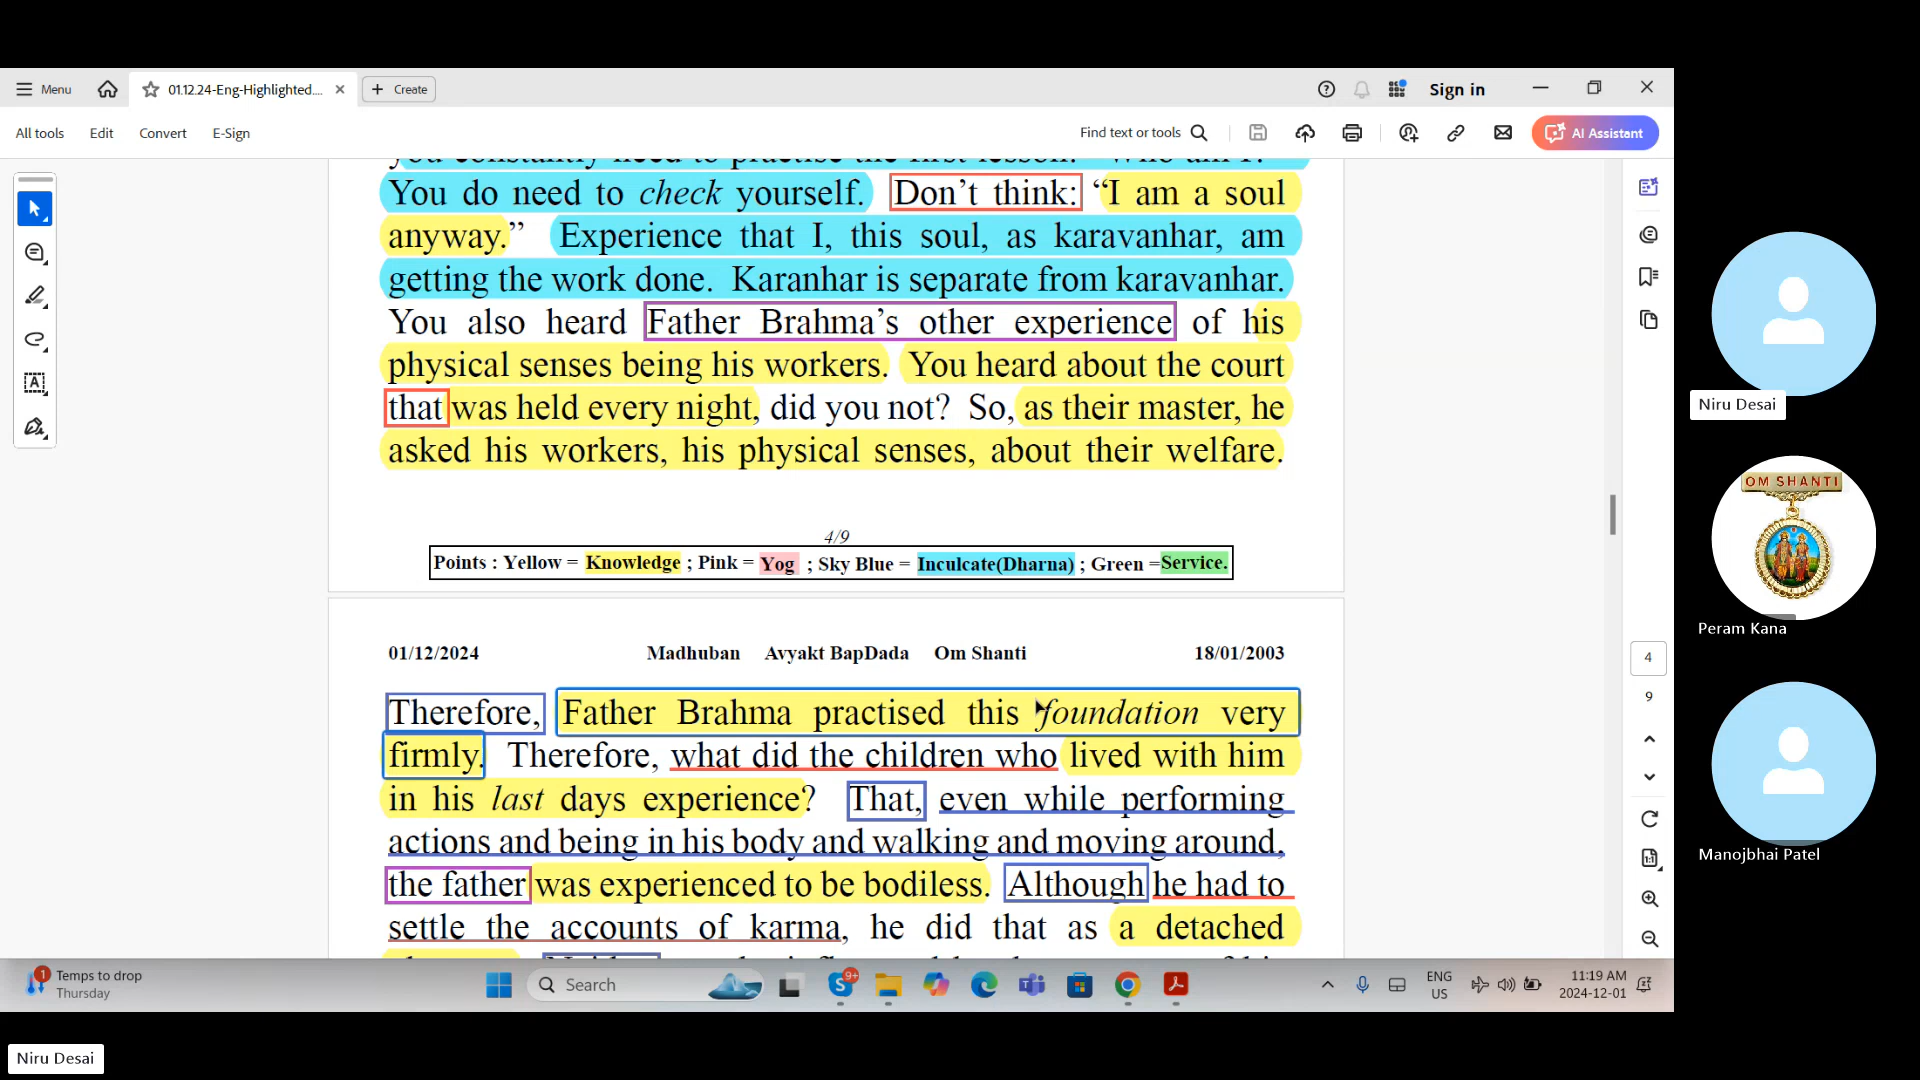 Menu
01.12.24-Eng-Highlighted....
Create
Sign in
All tools
Edit
Convert
E-Sign
Find text or tools
AI Assistant
you constantly need to practise the first lesson:
You do need to check yourself. Don't think: “I am a soul
anyway.” Experience that I, this soul, as karavanhar, am
getting the work done. Karanhar is separate from karavanhar.
You also heard Father Brahma's other experience of his
physical senses being his workers. You heard about the court
that was held every night, did you not? So, as their master, he
asked his workers, his physical senses, about their welfare.
4/9
Points : Yellow = Knowledge ; Pink = Yog ; Sky Blue = Inculcate(Dharna) ; Green =Service.
01/12/2024 Madhuban Avyakt BapDada Om Shanti 18/01/2003
Therefore, Father Brahma practised this foundation very
firmly. Therefore, what did the children who lived with him
in his last days experience? That, even while performing
actions and being in his body and walking and moving around,
the father was experienced to be bodiless. Although he had to
settle the accounts of karma, he did that as a detached
4
9
Niru Desai
OM SHANTI
Peram Kana
Manojbhai Patel
1
Temps to drop
Thursday
Search
9+
ENG
US
11:19 AM
2024-12-01
Niru Desai